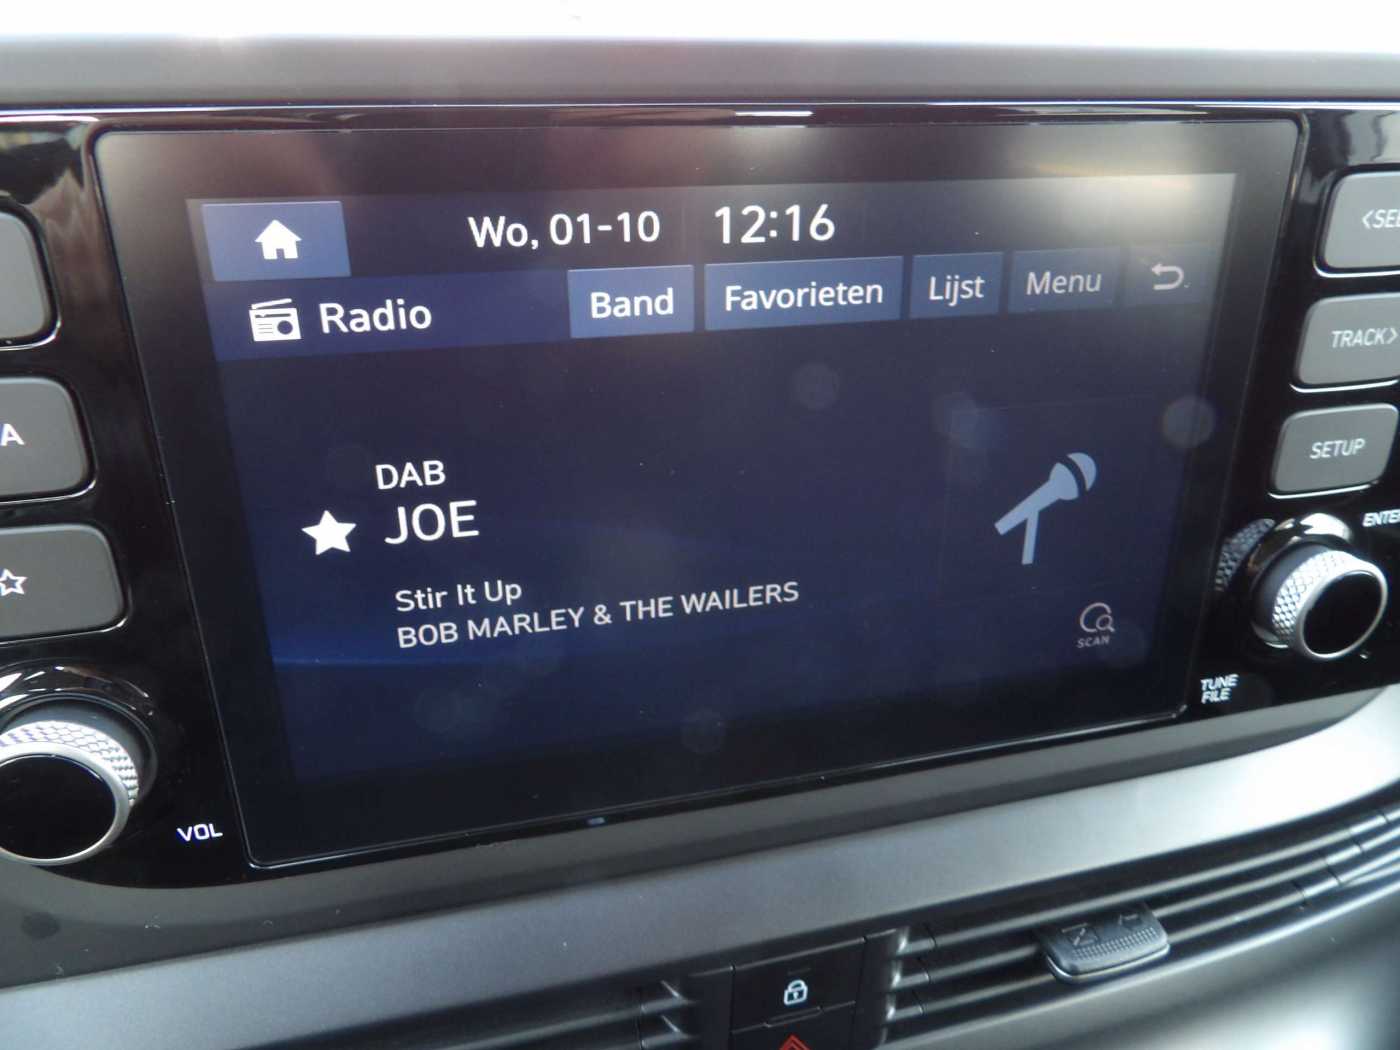 Wo, 01-10 12:16
Radio Band Favorieten Lijst Menu
DAB
JOE
Stir It Up
BOB MARLEY & THE WAILERS
SCAN
TRACK>
SETUP
TUNE
FILE
VOL